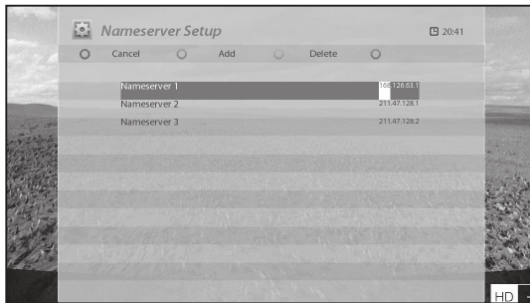 Nameserver Setup
20:41
Cancel Add Delete
Nameserver 1 168.126.63.1
Nameserver 2 211.47.128.1
Nameserver 3 211.47.128.2
HD